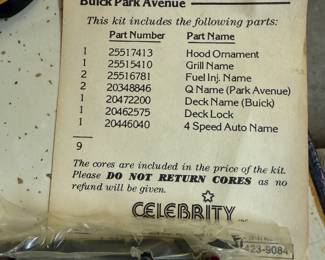 Buick Park Avenue
This kit includes the following parts:
Part Number Part Name
1 25517413 Hood Ornament
1 25515410 Grill Name
2 25516781 Fuel Inj. Name
2 20348846 Q Name (Park Avenue)
1 20472200 Deck Name (Buick)
1 20462575 Deck Lock
1 20446040 4 Speed Auto Name
9
The cores are included in the price of the kit.
Please DO NOT RETURN CORES as no
refund will be given.
CELEBRITY
423-9084